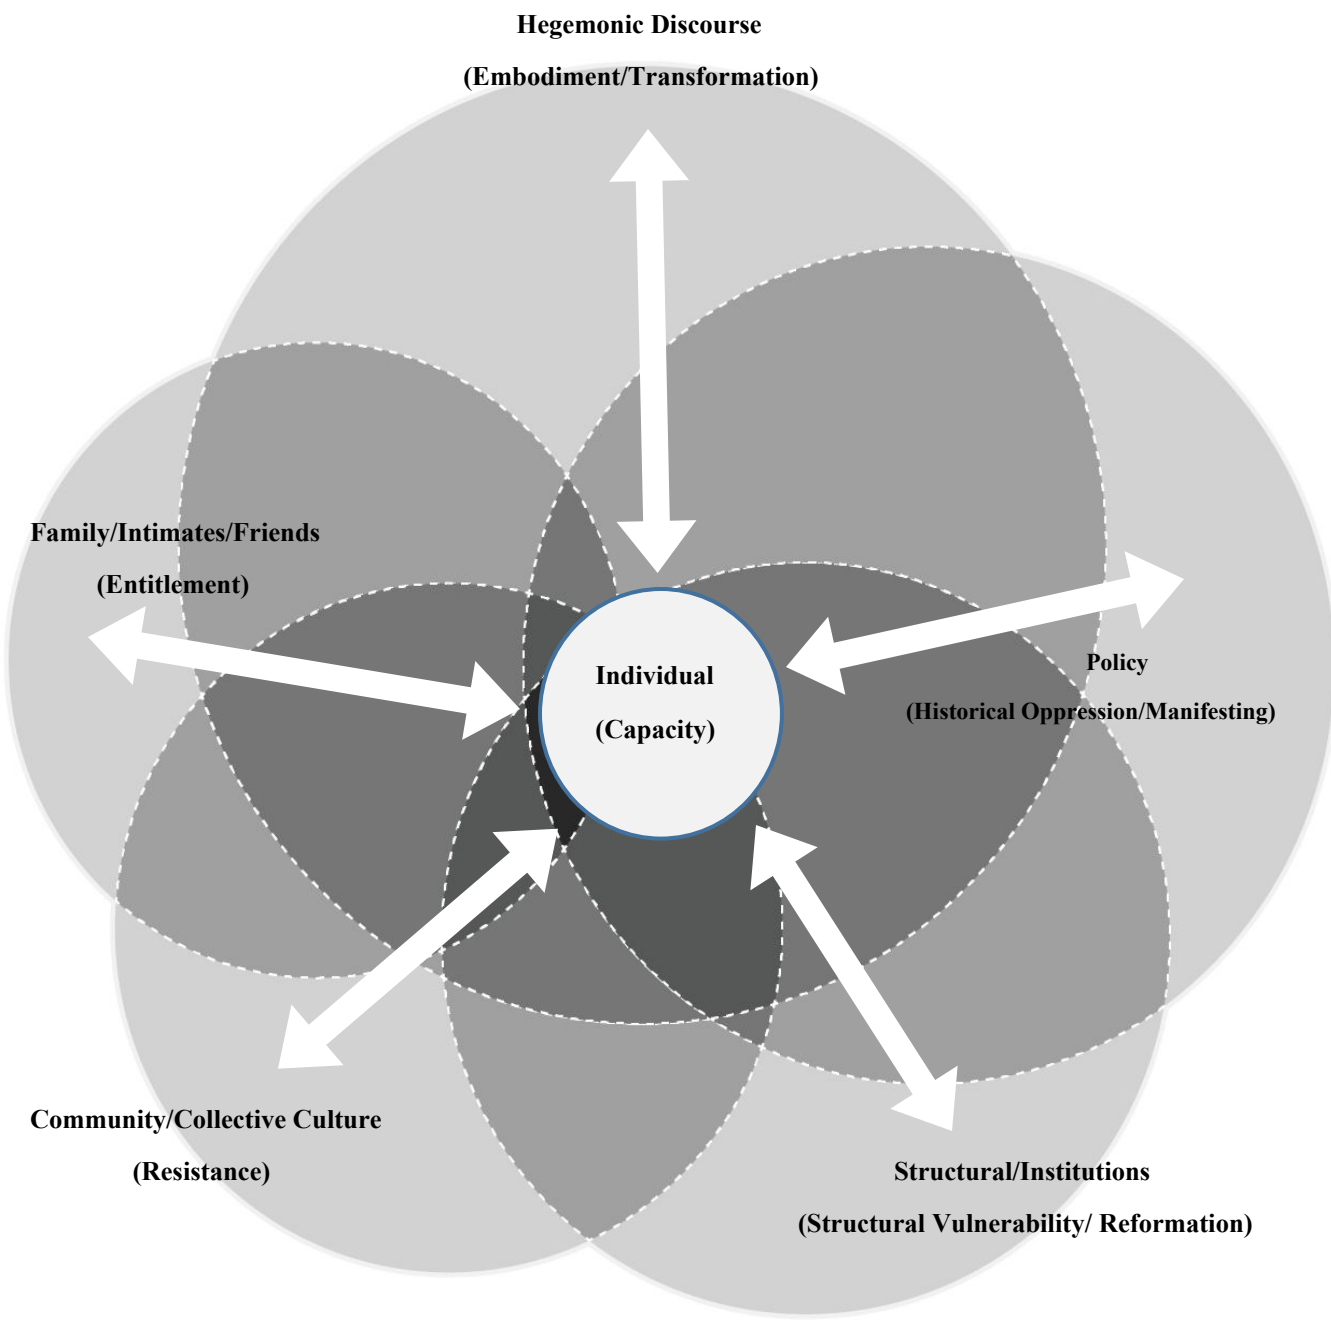 Hegemonic Discourse
(Embodiment/Transformation)
Family/Intimates/Friends
(Entitlement)
Individual
(Capacity)
Policy
(Historical Oppression/Manifesting)
Community/Collective Culture
(Resistance)
Structural/Institutions
(Structural Vulnerability/ Reformation)